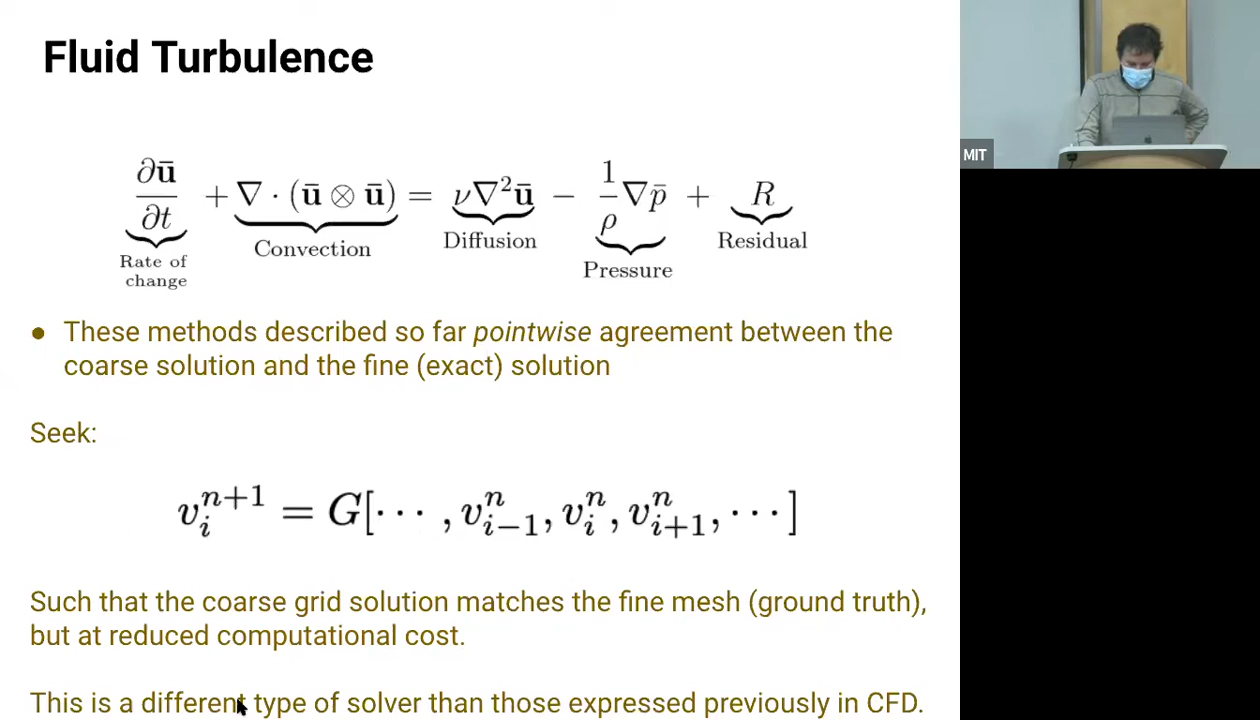 Fluid Turbulence
∂ū/∂t + ∇ · (ū ⊗ ū) = ν∇²ū − 1/ρ ∇p̄ + R
Rate of change
Convection
Diffusion
Pressure
Residual
● These methods described so far pointwise agreement between the
coarse solution and the fine (exact) solution
Seek:
v_i^{n+1} = G[· · · , v_{i−1}^n, v_i^n, v_{i+1}^n, · · · ]
Such that the coarse grid solution matches the fine mesh (ground truth),
but at reduced computational cost.
This is a different type of solver than those expressed previously in CFD.
MIT